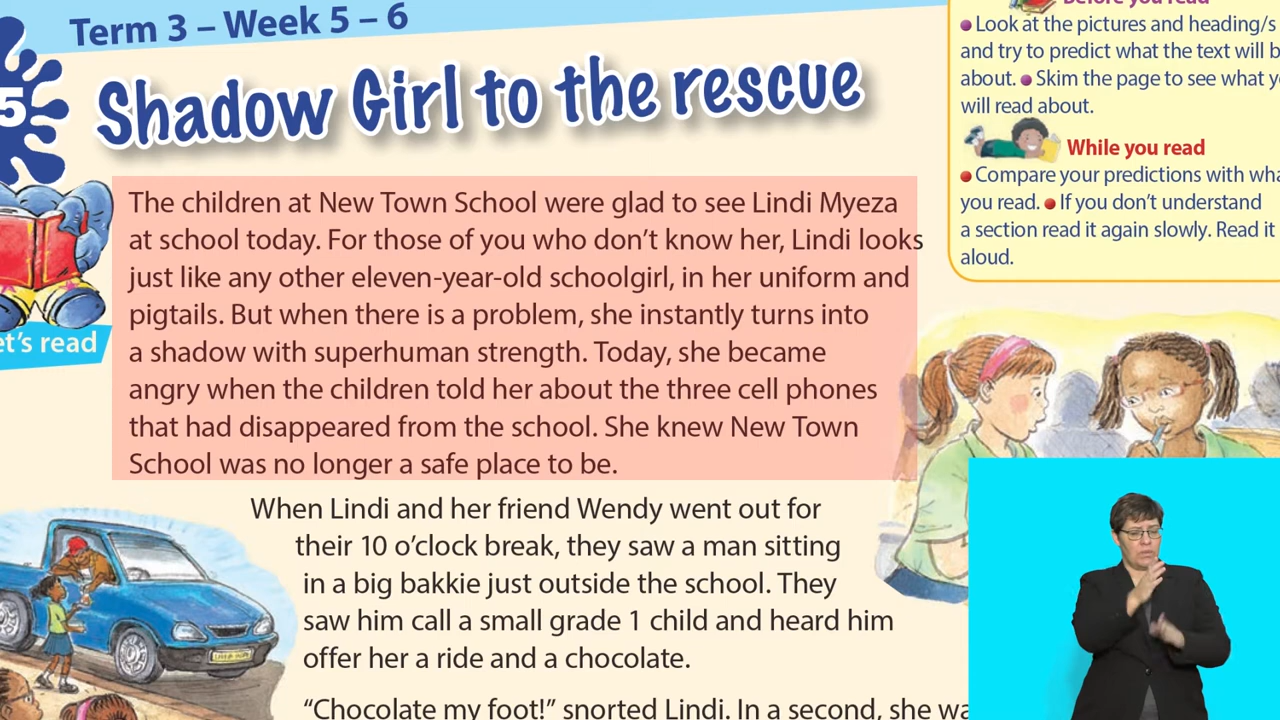 Term 3 – Week 5 – 6
5
Shadow Girl to the rescue
Look at the pictures and heading/s
and try to predict what the text will
about. Skim the page to see what
will read about.
While you read
Compare your predictions with
you read. If you don't understand
a section read it again slowly. Read it
aloud.
read
The children at New Town School were glad to see Lindi Myeza
at school today. For those of you who don't know her, Lindi looks
just like any other eleven-year-old schoolgirl, in her uniform and
pigtails. But when there is a problem, she instantly turns into
a shadow with superhuman strength. Today, she became
angry when the children told her about the three cell phones
that had disappeared from the school. She knew New Town
School was no longer a safe place to be.
When Lindi and her friend Wendy went out for
their 10 o'clock break, they saw a man sitting
in a big bakkie just outside the school. They
saw him call a small grade 1 child and heard him
offer her a ride and a chocolate.
"Chocolate my foot!" snorted Lindi. In a second, she